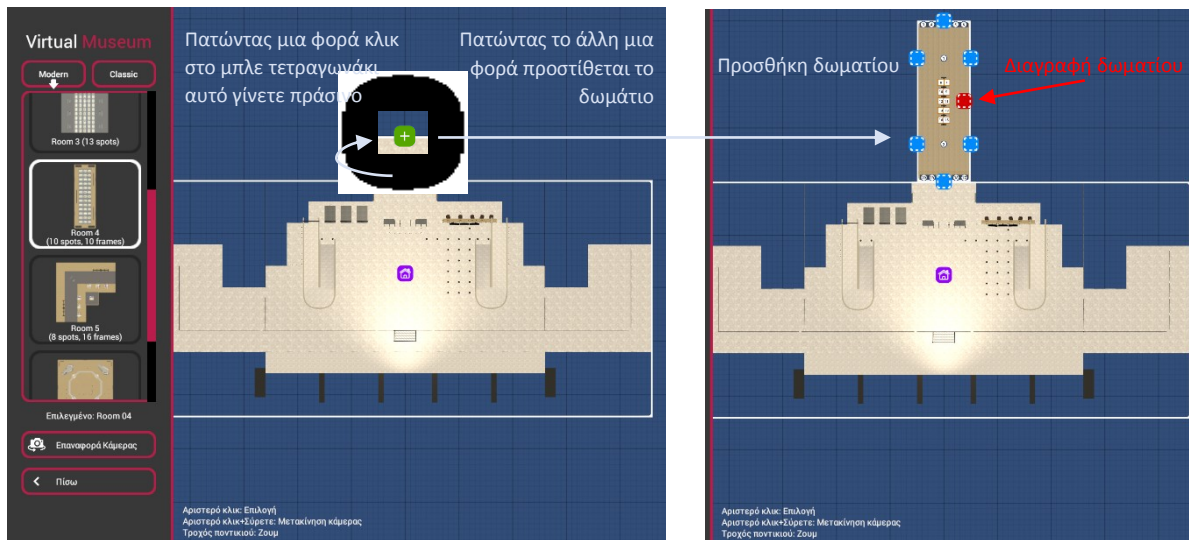 Virtual Museum
Modern
Classic
Room 3 (13 spots)
Room 4
(10 spots, 10 frames)
Room 5
(8 spots, 16 frames)
Επιλεγμένο: Room 04
Επαναφορά Κάμερας
Πίσω
Πατώντας μια φορά κλικ
στο μπλε τετραγωνάκι
αυτό γίνετε πράσινο
Πατώντας το άλλη μια
φορά προστίθεται το
δωμάτιο
Αριστερό κλικ: Επιλογή
Αριστερό κλικ+Σύρετε: Μετακίνηση κάμερας
Τροχός ποντικιού: Ζουμ
Προσθήκη δωματίου
Διαγραφή δωματίου
Αριστερό κλικ: Επιλογή
Αριστερό κλικ+Σύρετε: Μετακίνηση κάμερας
Τροχός ποντικιού: Ζουμ